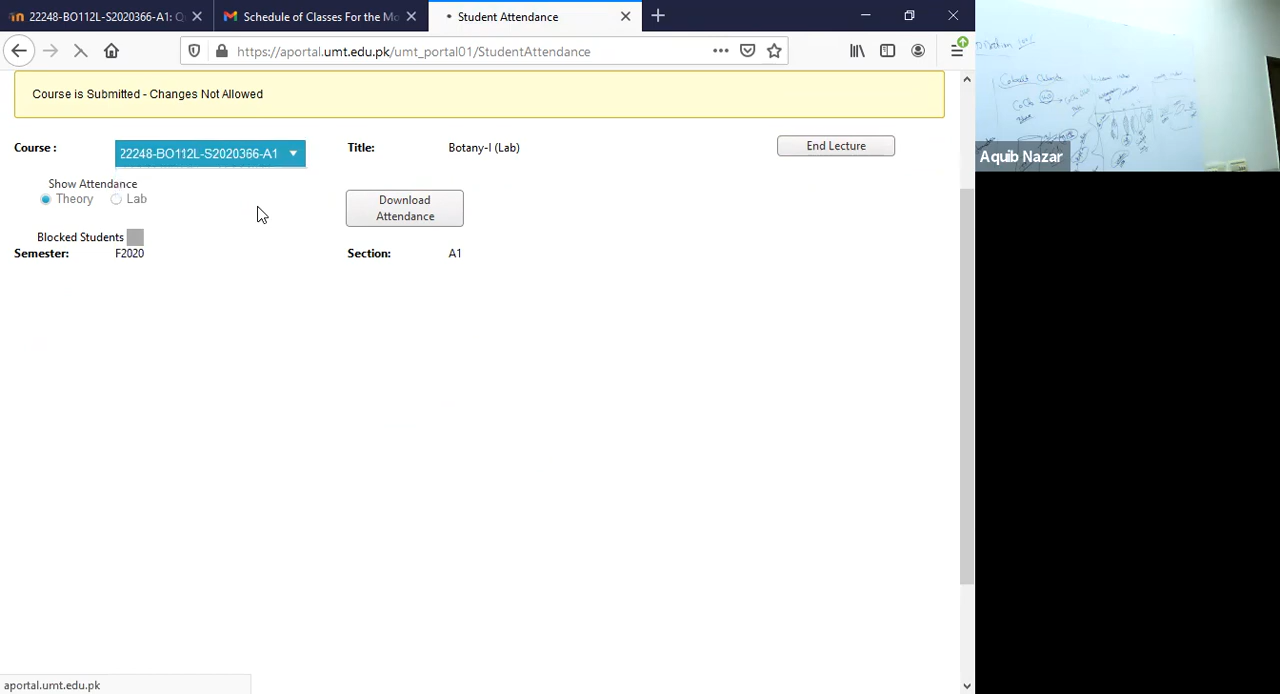 22248-BO112L-S2020366-A1: Q
Schedule of Classes For the Mo
Student Attendance
https://aportal.umt.edu.pk/umt_portal01/StudentAttendance
Course is Submitted - Changes Not Allowed
Course : 22248-BO112L-S2020366-A1 Title: Botany-I (Lab) End Lecture
Show Attendance
Theory Lab
Download Attendance
Blocked Students
Semester: F2020 Section: A1
Aquib Nazar
aportal.umt.edu.pk